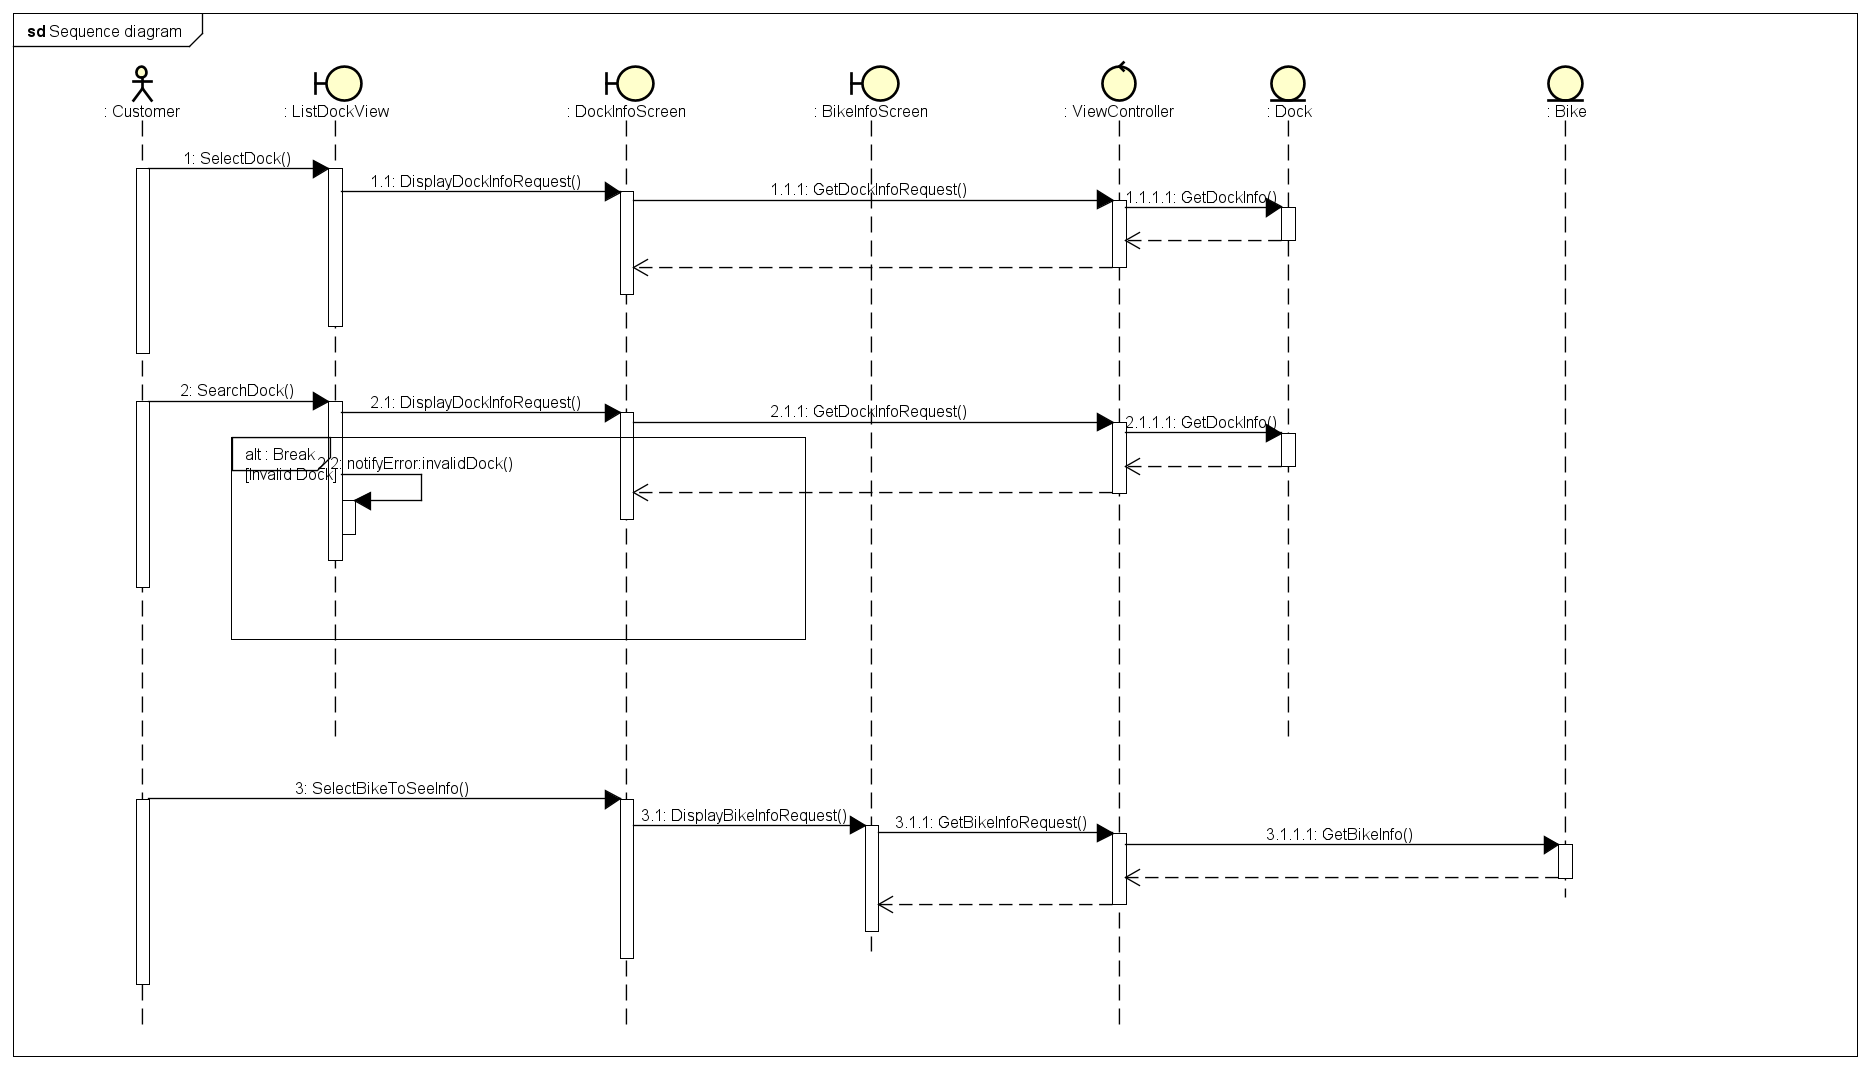 sd Sequence diagram
: Customer
: ListDockView
: DockInfoScreen
: BikeInfoScreen
: ViewController
: Dock
: Bike
1: SelectDock()
1.1: DisplayDockInfoRequest()
1.1.1: GetDockInfoRequest()
1.1.1.1: GetDockInfo()
2: SearchDock()
2.1: DisplayDockInfoRequest()
2.1.1: GetDockInfoRequest()
2.1.1.1: GetDockInfo()
alt : Break
2.2: notifyError:invalidDock()
[Invalid Dock]
3: SelectBikeToSeeInfo()
3.1: DisplayBikeInfoRequest()
3.1.1: GetBikeInfoRequest()
3.1.1.1: GetBikeInfo()